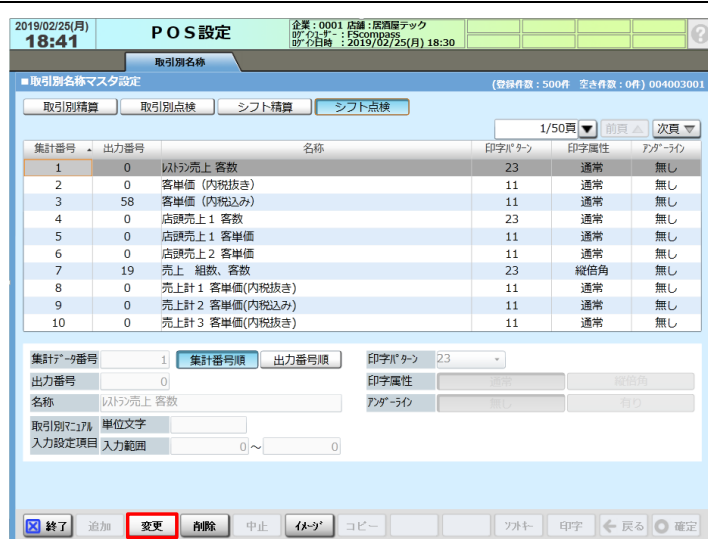 2019/02/25(月)
18:41
POS設定
企業：0001 店舗：居酒屋テック
ﾛｸﾞｲﾝﾕｰｻﾞｰ：FScompass
ﾛｸﾞｲﾝ日時 ：2019/02/25(月) 18:30
取引別名称
■取引別名称マスタ設定
(登録件数：500件 空き件数：0件) 004003001
取引別精算 取引別点検 シフト精算 シフト点検
1/50頁 ▼ 前頁 ▲ 次頁 ▼
集計番号 出力番号 名称 印字ﾊﾟﾀｰﾝ 印字属性 ｱﾝﾀﾞｰﾗｲﾝ
1 0 ﾚｽﾄﾗﾝ売上 客数 23 通常 無し
2 0 客単価（内税抜き） 11 通常 無し
3 58 客単価（内税込み） 11 通常 無し
4 0 店頭売上１ 客数 23 通常 無し
5 0 店頭売上１ 客単価 11 通常 無し
6 0 店頭売上２ 客単価 11 通常 無し
7 19 売上 組数、客数 23 縦倍角 無し
8 0 売上計１ 客単価(内税抜き) 11 通常 無し
9 0 売上計２ 客単価(内税込み) 11 通常 無し
10 0 売上計３ 客単価(内税抜き) 11 通常 無し
集計ﾃﾞｰﾀ番号 1 集計番号順 出力番号順 印字ﾊﾟﾀｰﾝ 23
出力番号 0 印字属性 通常 縦倍角
名称 ﾚｽﾄﾗﾝ売上 客数 ｱﾝﾀﾞｰﾗｲﾝ 無し 有り
取引別ﾏﾆｭｱﾙ 単位文字
入力設定項目 入力範囲 0 ～ 0
終了 追加 変更 削除 中止 ｲﾒｰｼﾞ コピー ｿﾌﾄｷｰ 印字 戻る 確定